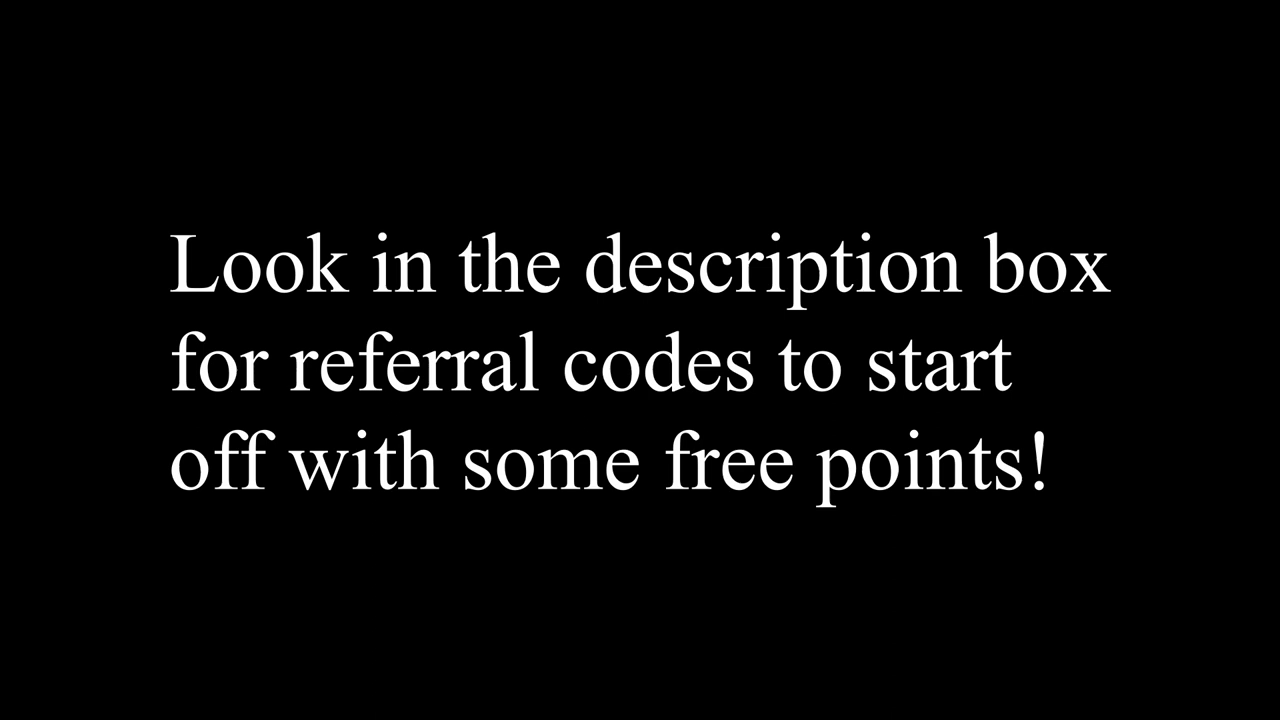 Look in the description box
for referral codes to start
off with some free points!